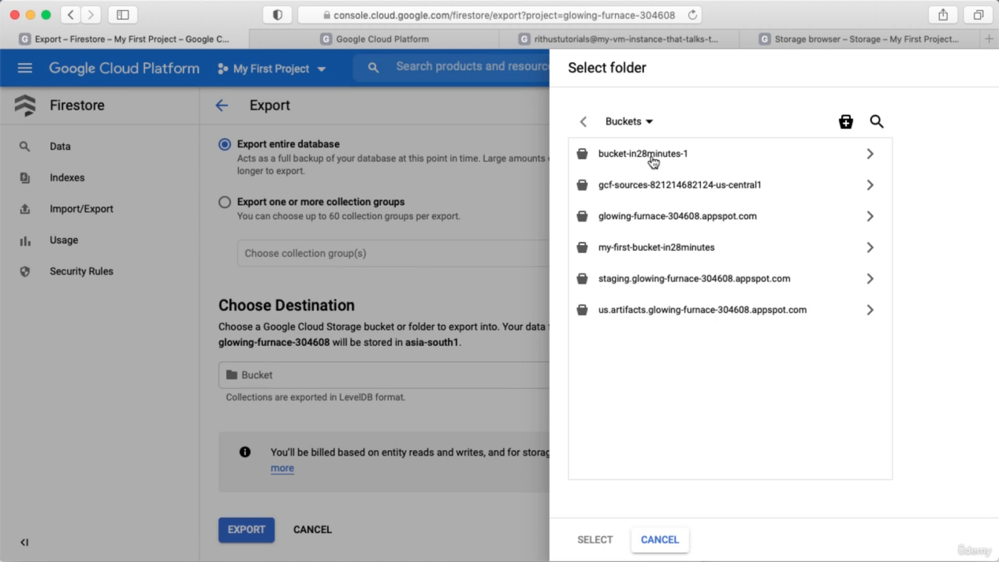 console.cloud.google.com/firestore/export?project=glowing-furnace-304608
Export – Firestore – My First Project – Google C...
Google Cloud Platform
rithustutorials@my-vm-instance-that-talks-t...
Storage browser – Storage – My First Project...
Google Cloud Platform
My First Project
Search products and resource
Firestore
Data
Indexes
Import/Export
Usage
Security Rules
Export
Export entire database
Acts as a full backup of your database at this point in time. Large amounts
longer to export.
Export one or more collection groups
You can choose up to 60 collection groups per export.
Choose collection group(s)
Choose Destination
Choose a Google Cloud Storage bucket or folder to export into. Your data
glowing-furnace-304608 will be stored in asia-south1.
Bucket
Collections are exported in LevelDB format.
You'll be billed based on entity reads and writes, and for storag
more
EXPORT
CANCEL
Select folder
Buckets
bucket-in28minutes-1
gcf-sources-821214682124-us-central1
glowing-furnace-304608.appspot.com
my-first-bucket-in28minutes
staging.glowing-furnace-304608.appspot.com
us.artifacts.glowing-furnace-304608.appspot.com
SELECT
CANCEL
ûdemy